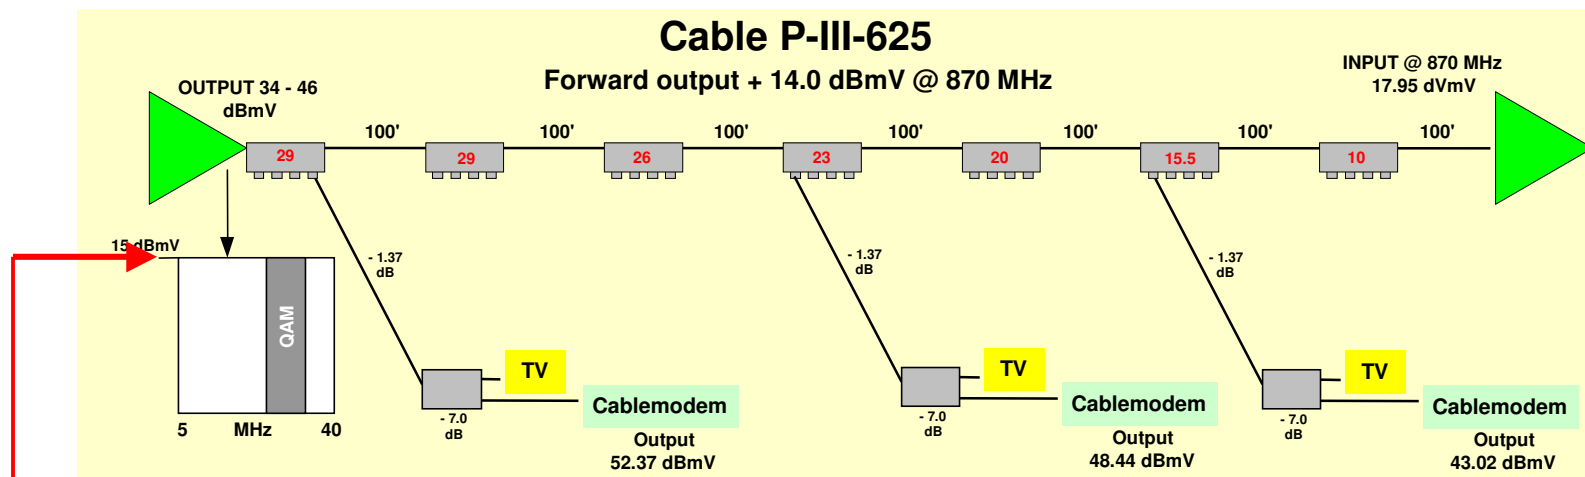 Cable P-III-625
Forward output + 14.0 dBmV @ 870 MHz
OUTPUT 34 - 46
dBmV
INPUT @ 870 MHz
17.95 dVmV
100' 100' 100' 100' 100' 100' 100'
29 29 26 23 20 15.5 10
15 dBmV
- 1.37
dB
- 1.37
dB
- 1.37
dB
QAM
5 MHz 40
TV
Cablemodem
- 7.0
dB
Output
52.37 dBmV
TV
Cablemodem
- 7.0
dB
Output
48.44 dBmV
TV
Cablemodem
- 7.0
dB
Output
43.02 dBmV